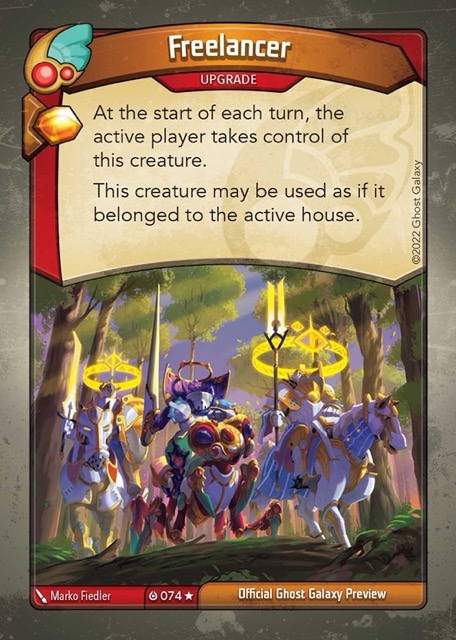 Freelancer
UPGRADE
At the start of each turn, the
active player takes control of
this creature.
This creature may be used as if it
belonged to the active house.
©2022 Ghost Galaxy
Marko Fiedler
074★
Official Ghost Galaxy Preview